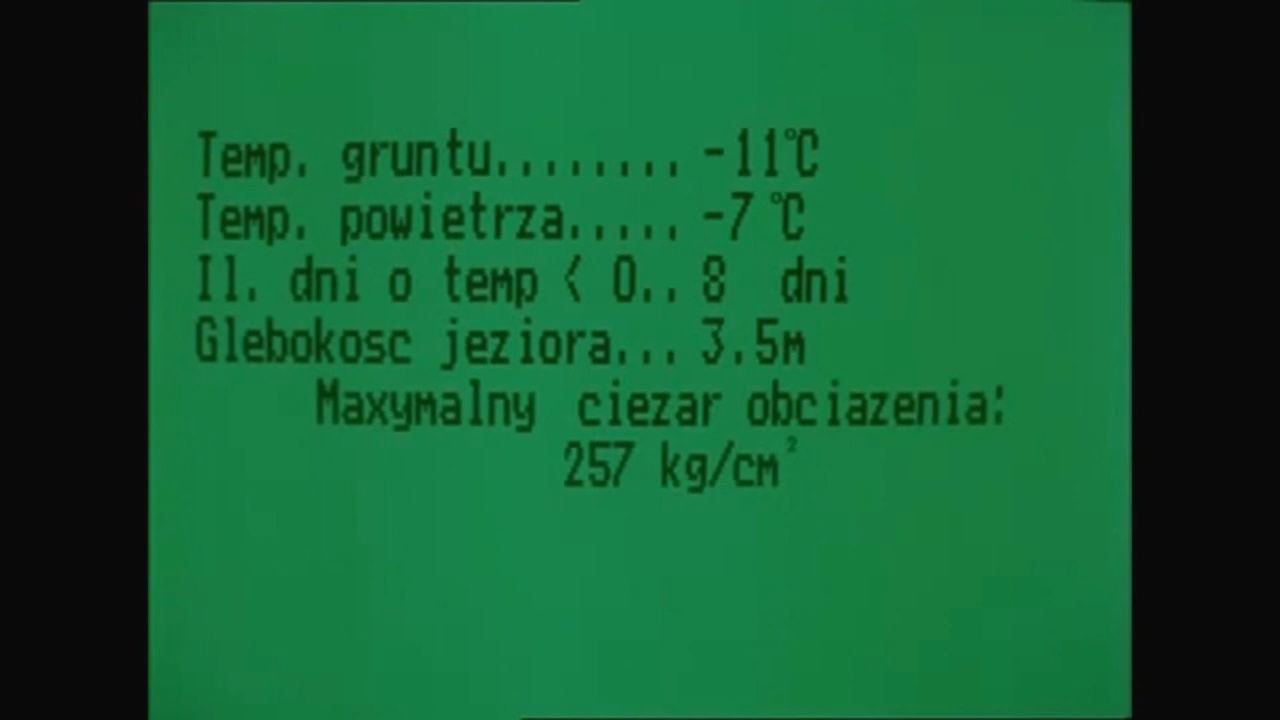 Temp. gruntu........ -11°C
Temp. powietrza..... -7 °C
Il. dni o temp < 0.. 8 dni
Glebokosc jeziora... 3.5m
Maxymalny ciezar obciazenia:
257 kg/cm²